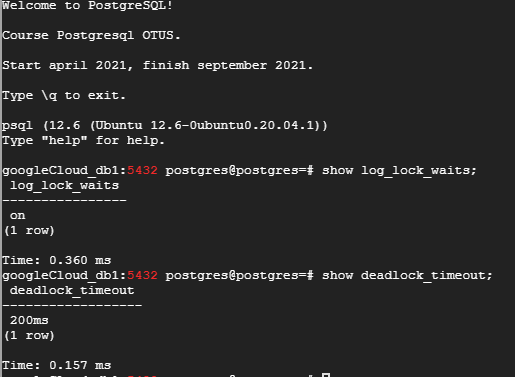 Welcome to PostgreSQL!
Course Postgresql OTUS.
Start april 2021, finish september 2021.
Type \q to exit.
psql (12.6 (Ubuntu 12.6-0ubuntu0.20.04.1))
Type "help" for help.
googleCloud_db1:5432 postgres@postgres=# show log_lock_waits;
log_lock_waits
----------------
on
(1 row)
Time: 0.360 ms
googleCloud_db1:5432 postgres@postgres=# show deadlock_timeout;
deadlock_timeout
------------------
200ms
(1 row)
Time: 0.157 ms